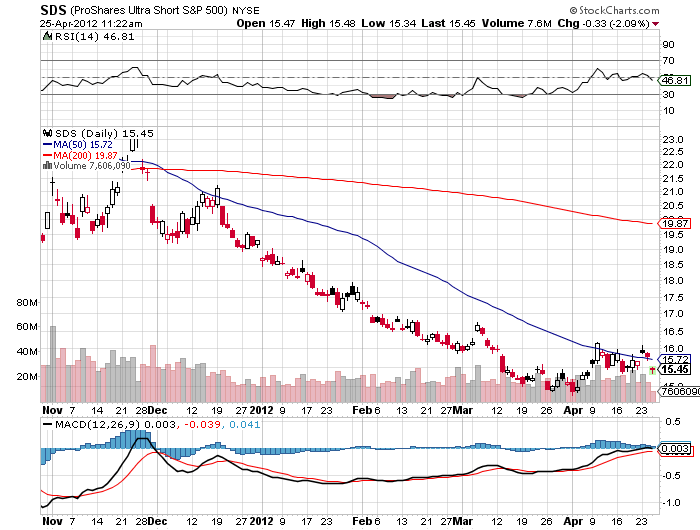 SDS (ProShares Ultra Short S&P 500) NYSE
© StockCharts.com
25-Apr-2012 11:22am
Open 15.47 High 15.48 Low 15.34 Last 15.45 Volume 7.6M Chg -0.33 (-2.09%)
RSI(14) 46.81
90
70
50
46.81
30
10
SDS (Daily) 15.45
MA(50) 15.72
MA(200) 19.87
Volume 7,606,090
23.0
22.5
22.0
21.5
21.0
20.5
20.0
19.87
19.5
19.0
18.5
18.0
17.5
17.0
16.5
16.0
15.72
15.45
7606090
80M
60M
40M
20M
Nov 7 14 21 28 Dec 12 19 27 2012 9 17 23 Feb 6 13 21 27 Mar 12 19 26 Apr 9 16 23
MACD(12,26,9) 0.003, -0.039, 0.041
0.003
-0.5
-1.0
Nov 7 14 21 28 Dec 12 19 27 2012 9 17 23 Feb 6 13 21 27 Mar 12 19 26 Apr 9 16 23